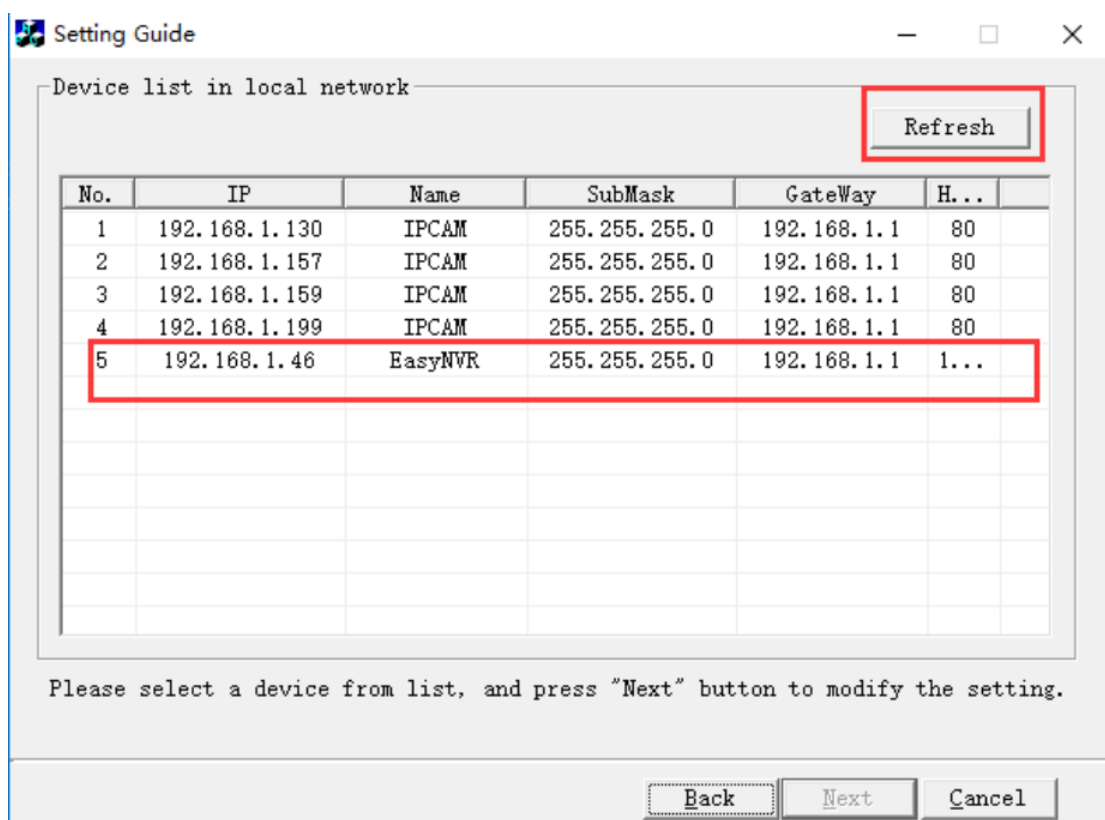 Setting Guide
Device list in local network
Refresh
No. IP Name SubMask GateWay H...
1 192.168.1.130 IPCAM 255.255.255.0 192.168.1.1 80
2 192.168.1.157 IPCAM 255.255.255.0 192.168.1.1 80
3 192.168.1.159 IPCAM 255.255.255.0 192.168.1.1 80
4 192.168.1.199 IPCAM 255.255.255.0 192.168.1.1 80
5 192.168.1.46 EasyNVR 255.255.255.0 192.168.1.1 1...
Please select a device from list, and press "Next" button to modify the setting.
Back Next Cancel